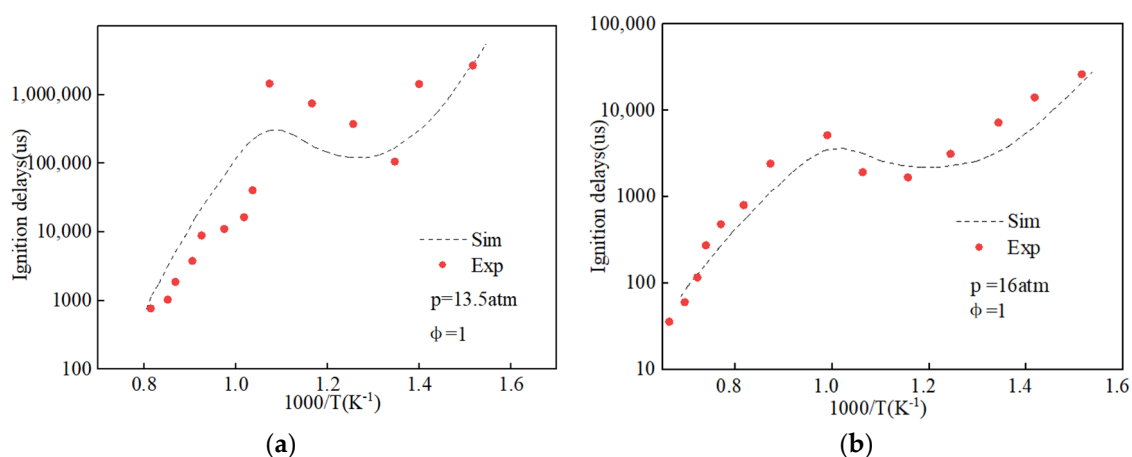 1,000,000
100,000
10,000
1000
100
Ignition delays(us)
Sim
Exp
p=13.5atm
ϕ=1
0.8 1.0 1.2 1.4 1.6
1000/T(K⁻¹)
(a)
100,000
10,000
1000
100
10
Ignition delays(us)
Sim
Exp
p=16atm
ϕ=1
0.8 1.0 1.2 1.4 1.6
1000/T(K⁻¹)
(b)